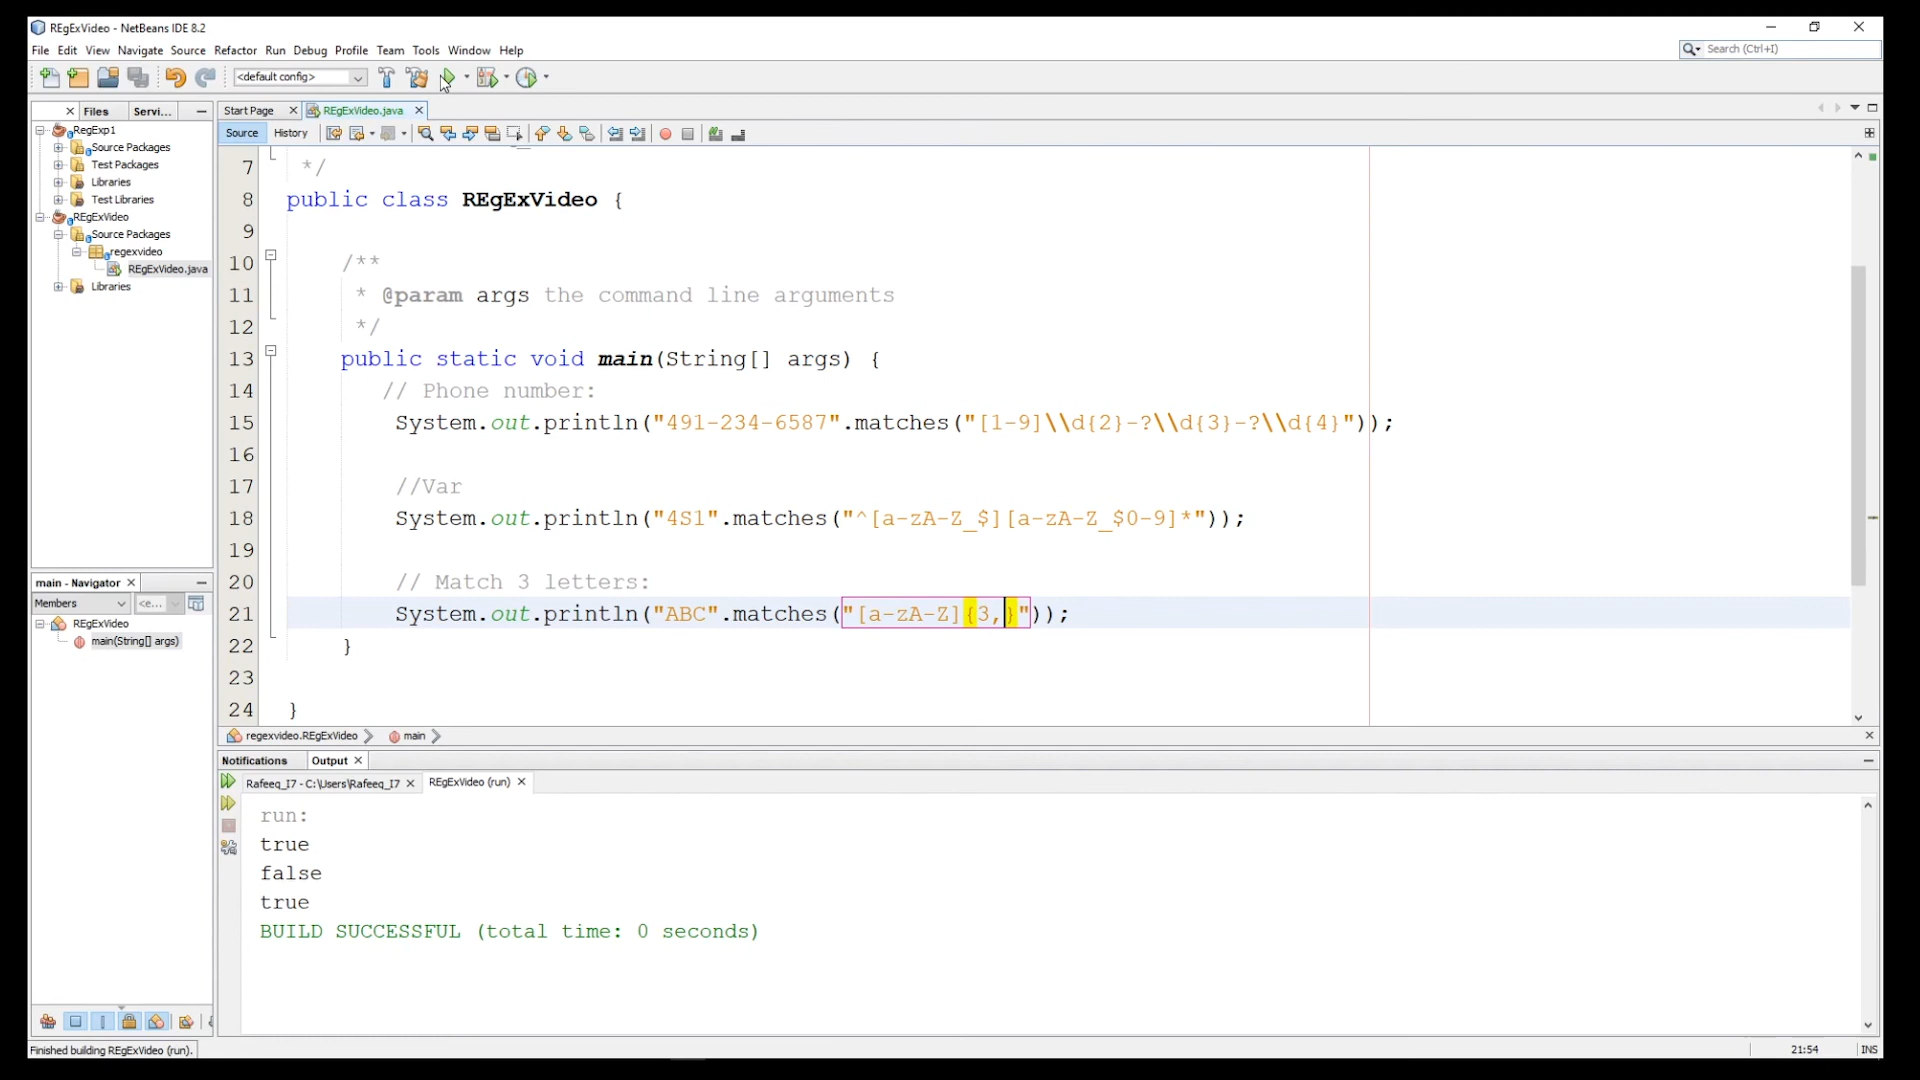 REgExVideo - NetBeans IDE 8.2
File Edit View Navigate Source Refactor Run Debug Profile Team Tools Window Help
Search (Ctrl+I)
<default config>
Files Servi...
Start Page REgExVideo.java
RegExp1
Source Packages
Test Packages
Libraries
Test Libraries
REgExVideo
Source Packages
regexvideo
REgExVideo.java
Libraries
Source History
7 */
8 public class REgExVideo {
9
10 /**
11 * @param args the command line arguments
12 */
13 public static void main(String[] args) {
14 // Phone number:
15 System.out.println("491-234-6587".matches("[1-9]\\d{2}-?\\d{3}-?\\d{4}"));
16
17 //Var
18 System.out.println("4S1".matches("^[a-zA-Z_$][a-zA-Z_$0-9]*"));
19
20 // Match 3 letters:
21 System.out.println("ABC".matches("[a-zA-Z]{3,}"));
22 }
23
24 }
main - Navigator
Members <e...
REgExVideo
main(String[] args)
regexvideo.REgExVideo main
Notifications Output
Rafeeq_I7 - C:\Users\Rafeeq_I7 REgExVideo (run)
run:
true
false
true
BUILD SUCCESSFUL (total time: 0 seconds)
Finished building REgExVideo (run).
21:54 INS